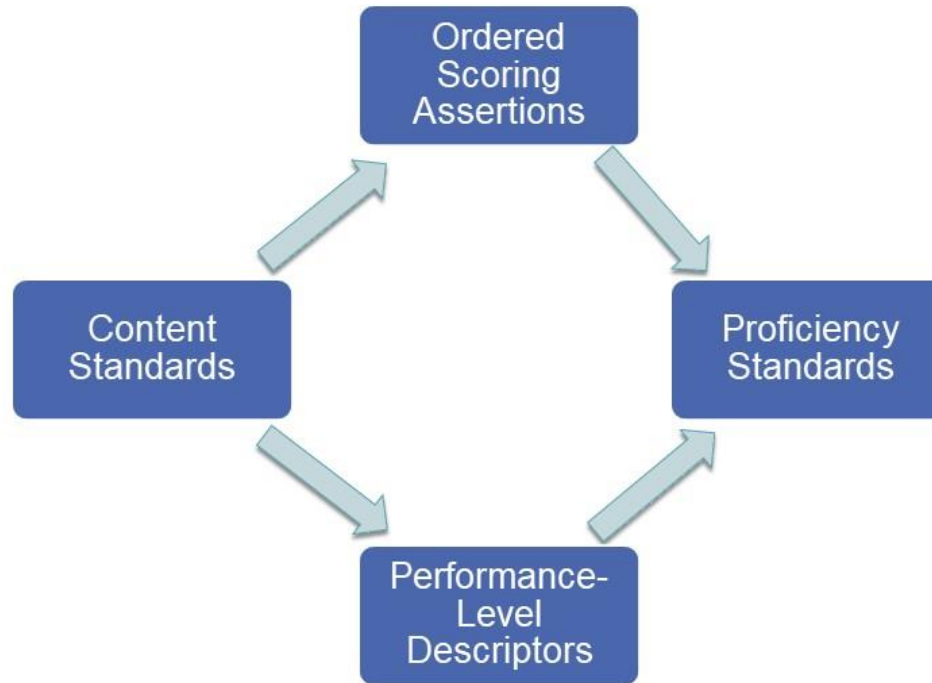 Ordered
Scoring
Assertions
Content
Standards
Proficiency
Standards
Performance-
Level
Descriptors